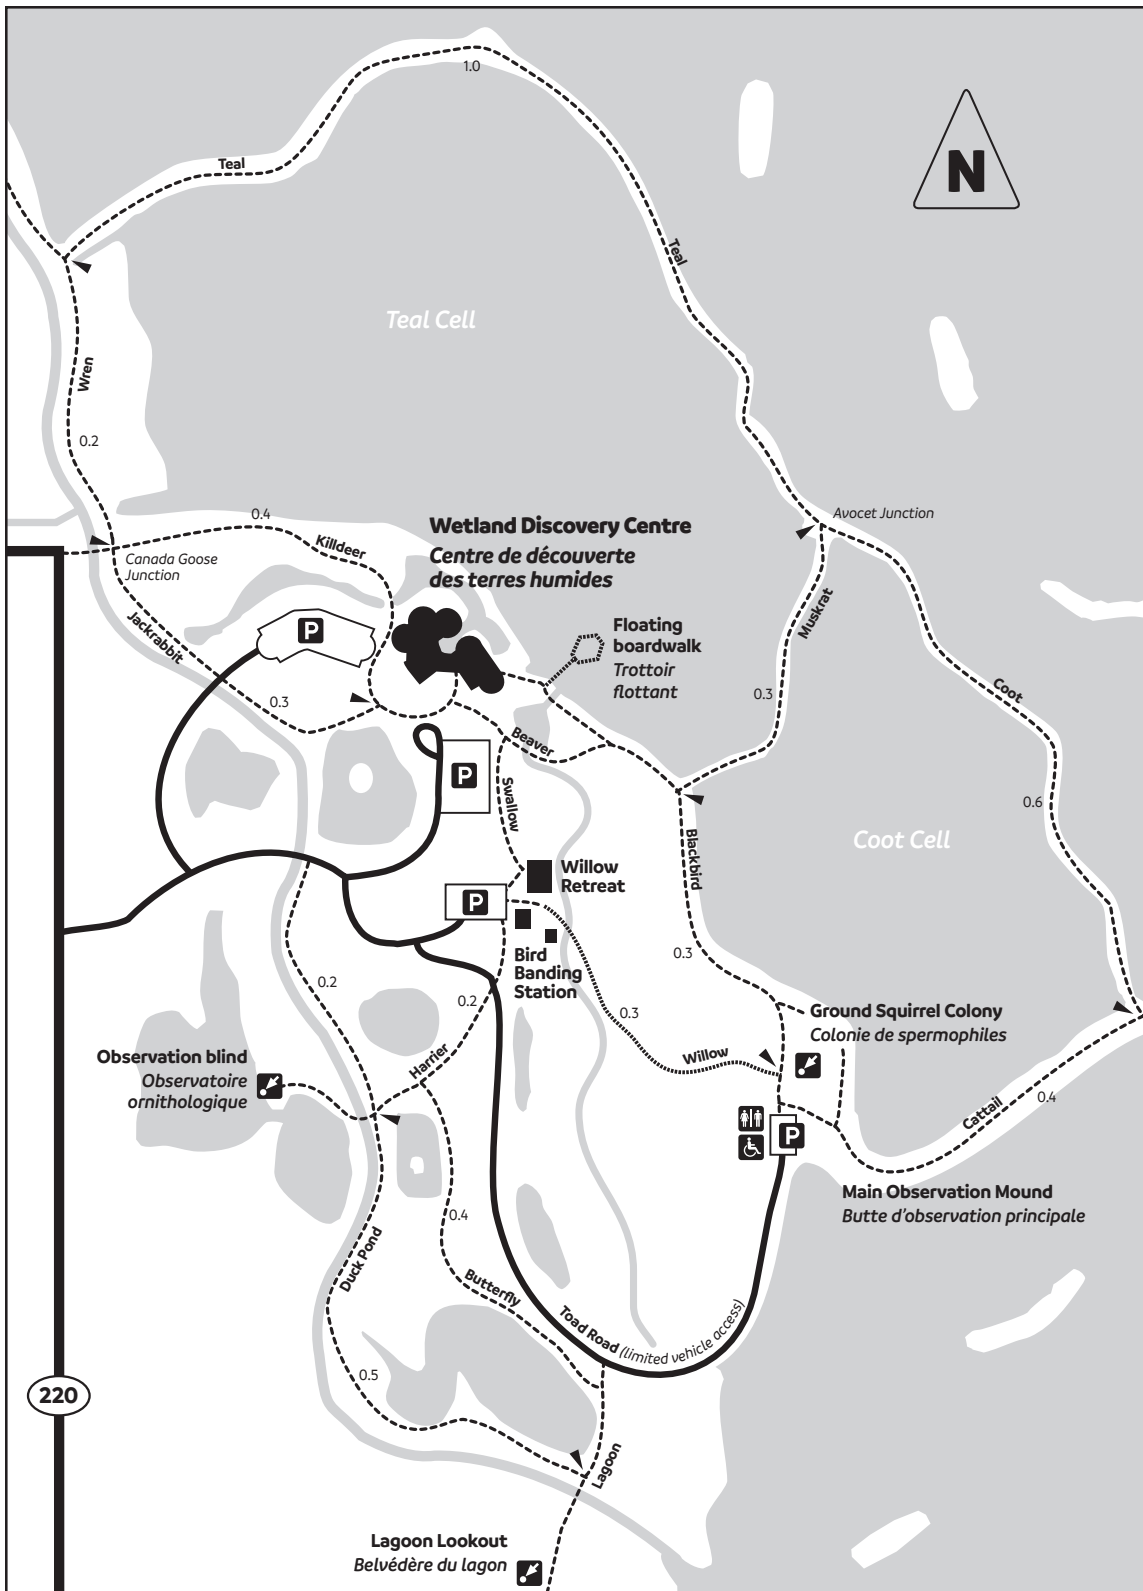 1.0
Teal
N
Teal
Teal Cell
Wren
0.2
0.4
Killdeer
Wetland Discovery Centre
Centre de découverte
des terres humides
Avocet Junction
Canada Goose
Junction
Jackrabbit
P
Floating
boardwalk
Trottoir
flottant
Muskrat
0.3
0.3
Coot
Beaver
P
Swallow
0.6
Blackbird
Coot Cell
Willow
Retreat
P
Bird
Banding
Station
0.3
0.2
0.2
0.3
Ground Squirrel Colony
Colonie de spermophiles
Willow
Harrier
Observation blind
Observatoire
ornithologique
Cattail
0.4
P
Main Observation Mound
Butte d'observation principale
0.4
Duck Pond
Butterfly
Toad Road (limited vehicle access)
0.5
220
Lagoon
Lagoon Lookout
Belvédère du lagon